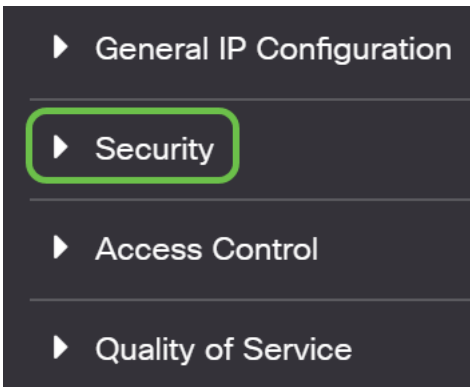 General IP Configuration
Security
Access Control
Quality of Service